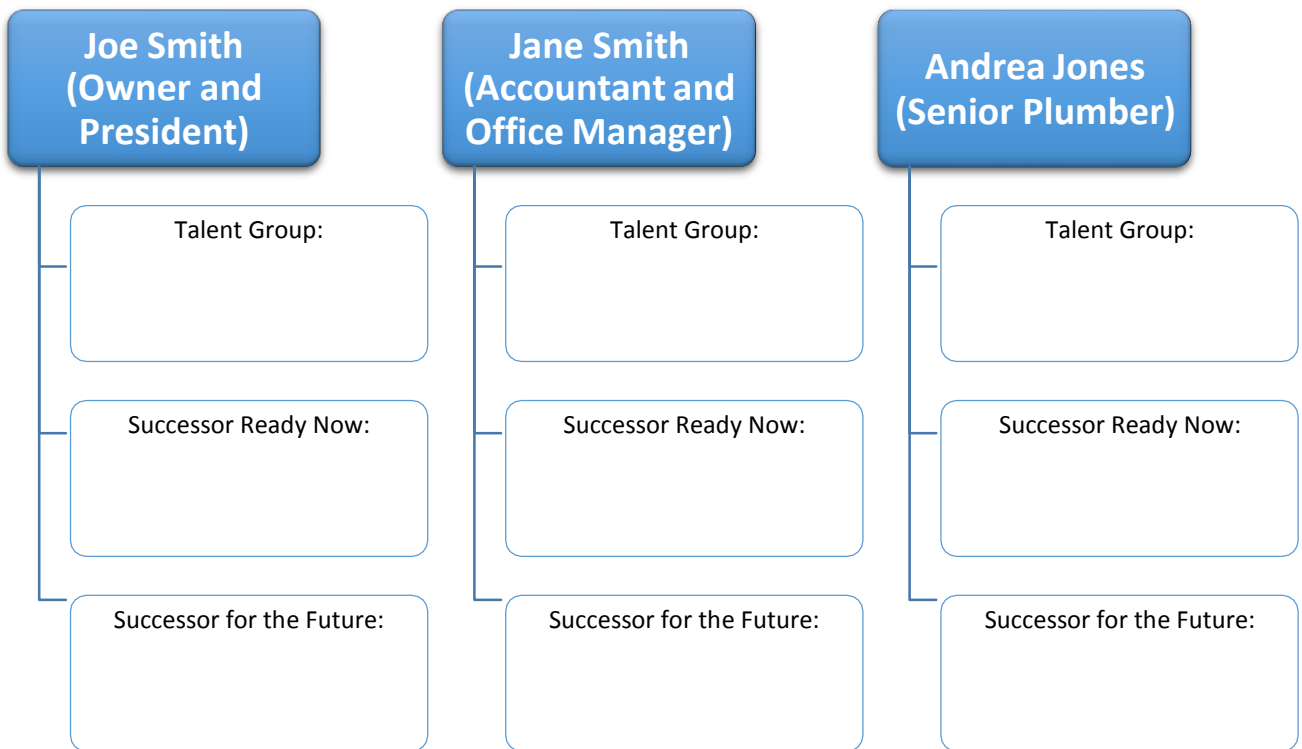 Joe Smith
(Owner and
President)
Talent Group:
Successor Ready Now:
Successor for the Future:
Jane Smith
(Accountant and
Office Manager)
Talent Group:
Successor Ready Now:
Successor for the Future:
Andrea Jones
(Senior Plumber)
Talent Group:
Successor Ready Now:
Successor for the Future: